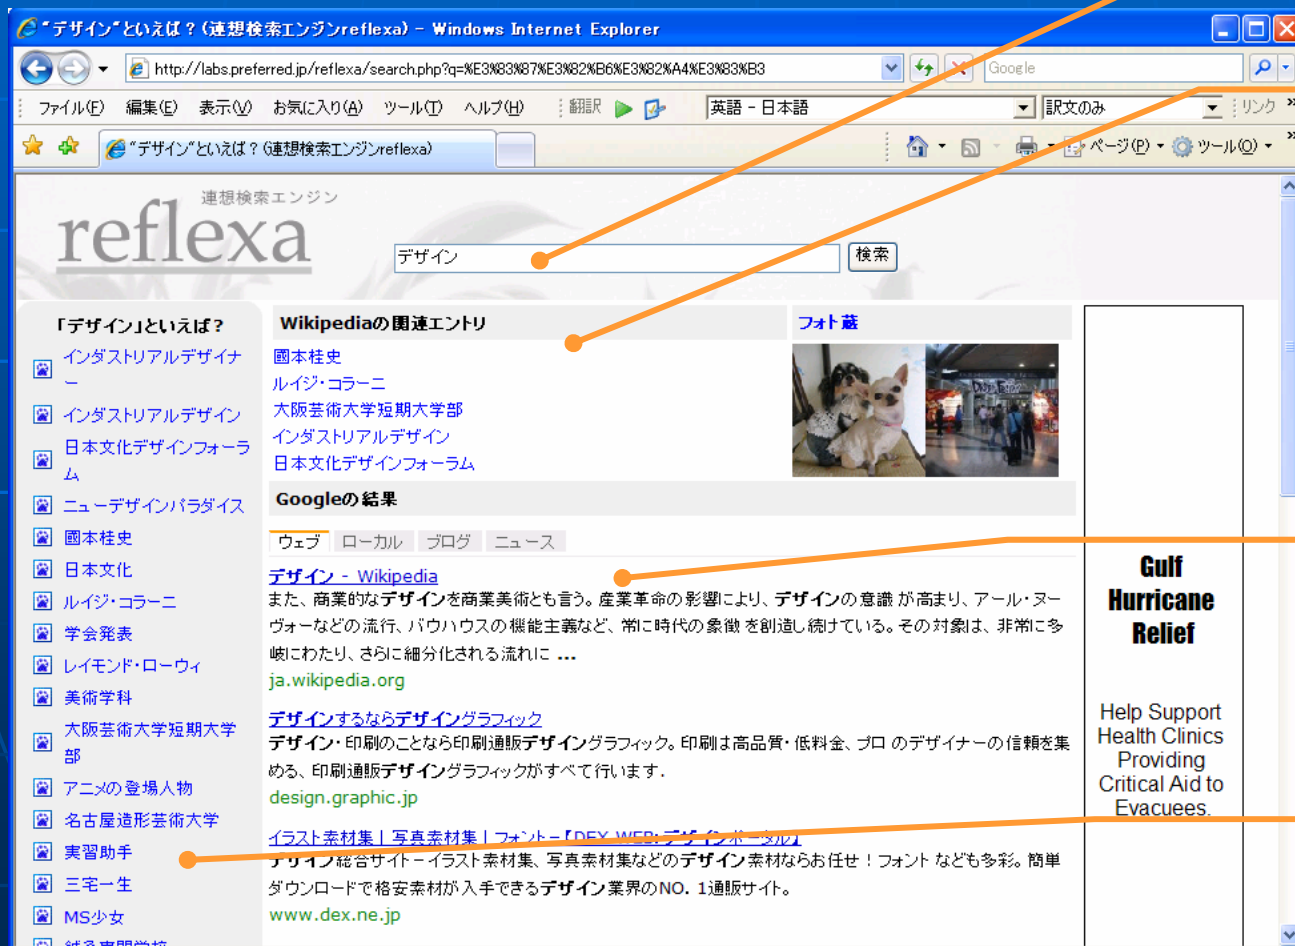 "デザイン"といえば？(連想検索エンジンreflexa) - Windows Internet Explorer
http://labs.preferred.jp/reflexa/search.php?q=%E3%83%87%E3%82%B6%E3%82%A4%E3%83%B3
Google
ファイル(F) 編集(E) 表示(V) お気に入り(A) ツール(T) ヘルプ(H) 翻訳 英語 - 日本語 訳文のみ リンク »
"デザイン"といえば？(連想検索エンジンreflexa) ページ(P) ツール(O) »
連想検索エンジン
reflexa
デザイン 検索
「デザイン」といえば？
インダストリアルデザイナ
ー
インダストリアルデザイン
日本文化デザインフォーラ
ム
ニューデザインパラダイス
國本桂史
日本文化
ルイジ・コラーニ
学会発表
レイモンド・ローウィ
美術学科
大阪芸術大学短期大学
部
アニメの登場人物
名古屋造形芸術大学
実習助手
三宅一生
MS少女
鍼灸専門学校
Wikipediaの関連エントリ
國本桂史
ルイジ・コラーニ
大阪芸術大学短期大学部
インダストリアルデザイン
日本文化デザインフォーラム
フォト蔵
Googleの結果
ウェブ ローカル ブログ ニュース
デザイン - Wikipedia
また、商業的なデザインを商業美術とも言う。産業革命の影響により、デザインの意識 が高まり、アール・ヌー
ヴォーなどの流行、バウハウスの機能主義など、常に時代の象徴 を創造し続けている。その対象は、非常に多
岐にわたり、さらに細分化される流れに ...
ja.wikipedia.org
デザインするならデザイングラフィック
デザイン・印刷のことなら印刷通販デザイングラフィック。印刷は高品質・低料金、プロ のデザイナーの信頼を集
める、印刷通販デザイングラフィックがすべて行います.
design.graphic.jp
イラスト素材集 | 写真素材集 | フォント - 【DEX-WEB: デザインポータル】
デザイン総合サイト-イラスト素材集、写真素材集などのデザイン素材ならお任せ！フォント なども多彩。簡単
ダウンロードで格安素材が入手できるデザイン業界のNO. 1通販サイト。
www.dex.ne.jp
Gulf
Hurricane
Relief
Help Support
Health Clinics
Providing
Critical Aid to
Evacuees.